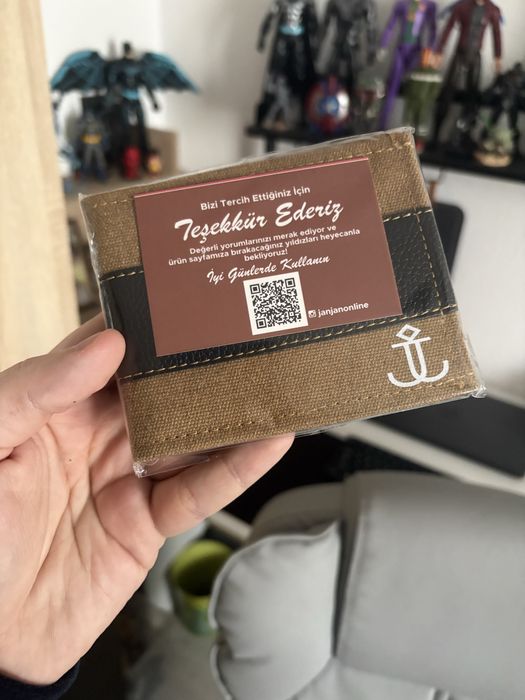 Bizi Tercih Ettiğiniz İçin
Teşekkür Ederiz
Değerli yorumlarınızı merak ediyor ve
ürün sayfamıza bırakacağınız yıldızları heyecanla
bekliyoruz!
İyi Günlerde Kullanın
janjanonline